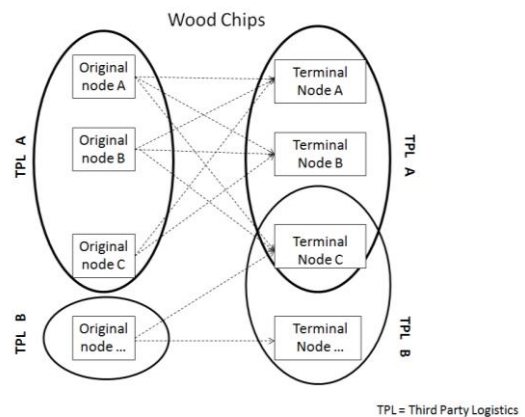 Wood Chips
Original
node A
Terminal
Node A
Original
node B
Terminal
Node B
TPL A
TPL A
Original
node C
Terminal
Node C
TPL B
Original
node ...
Terminal
Node ...
TPL B
TPL = Third Party Logistics